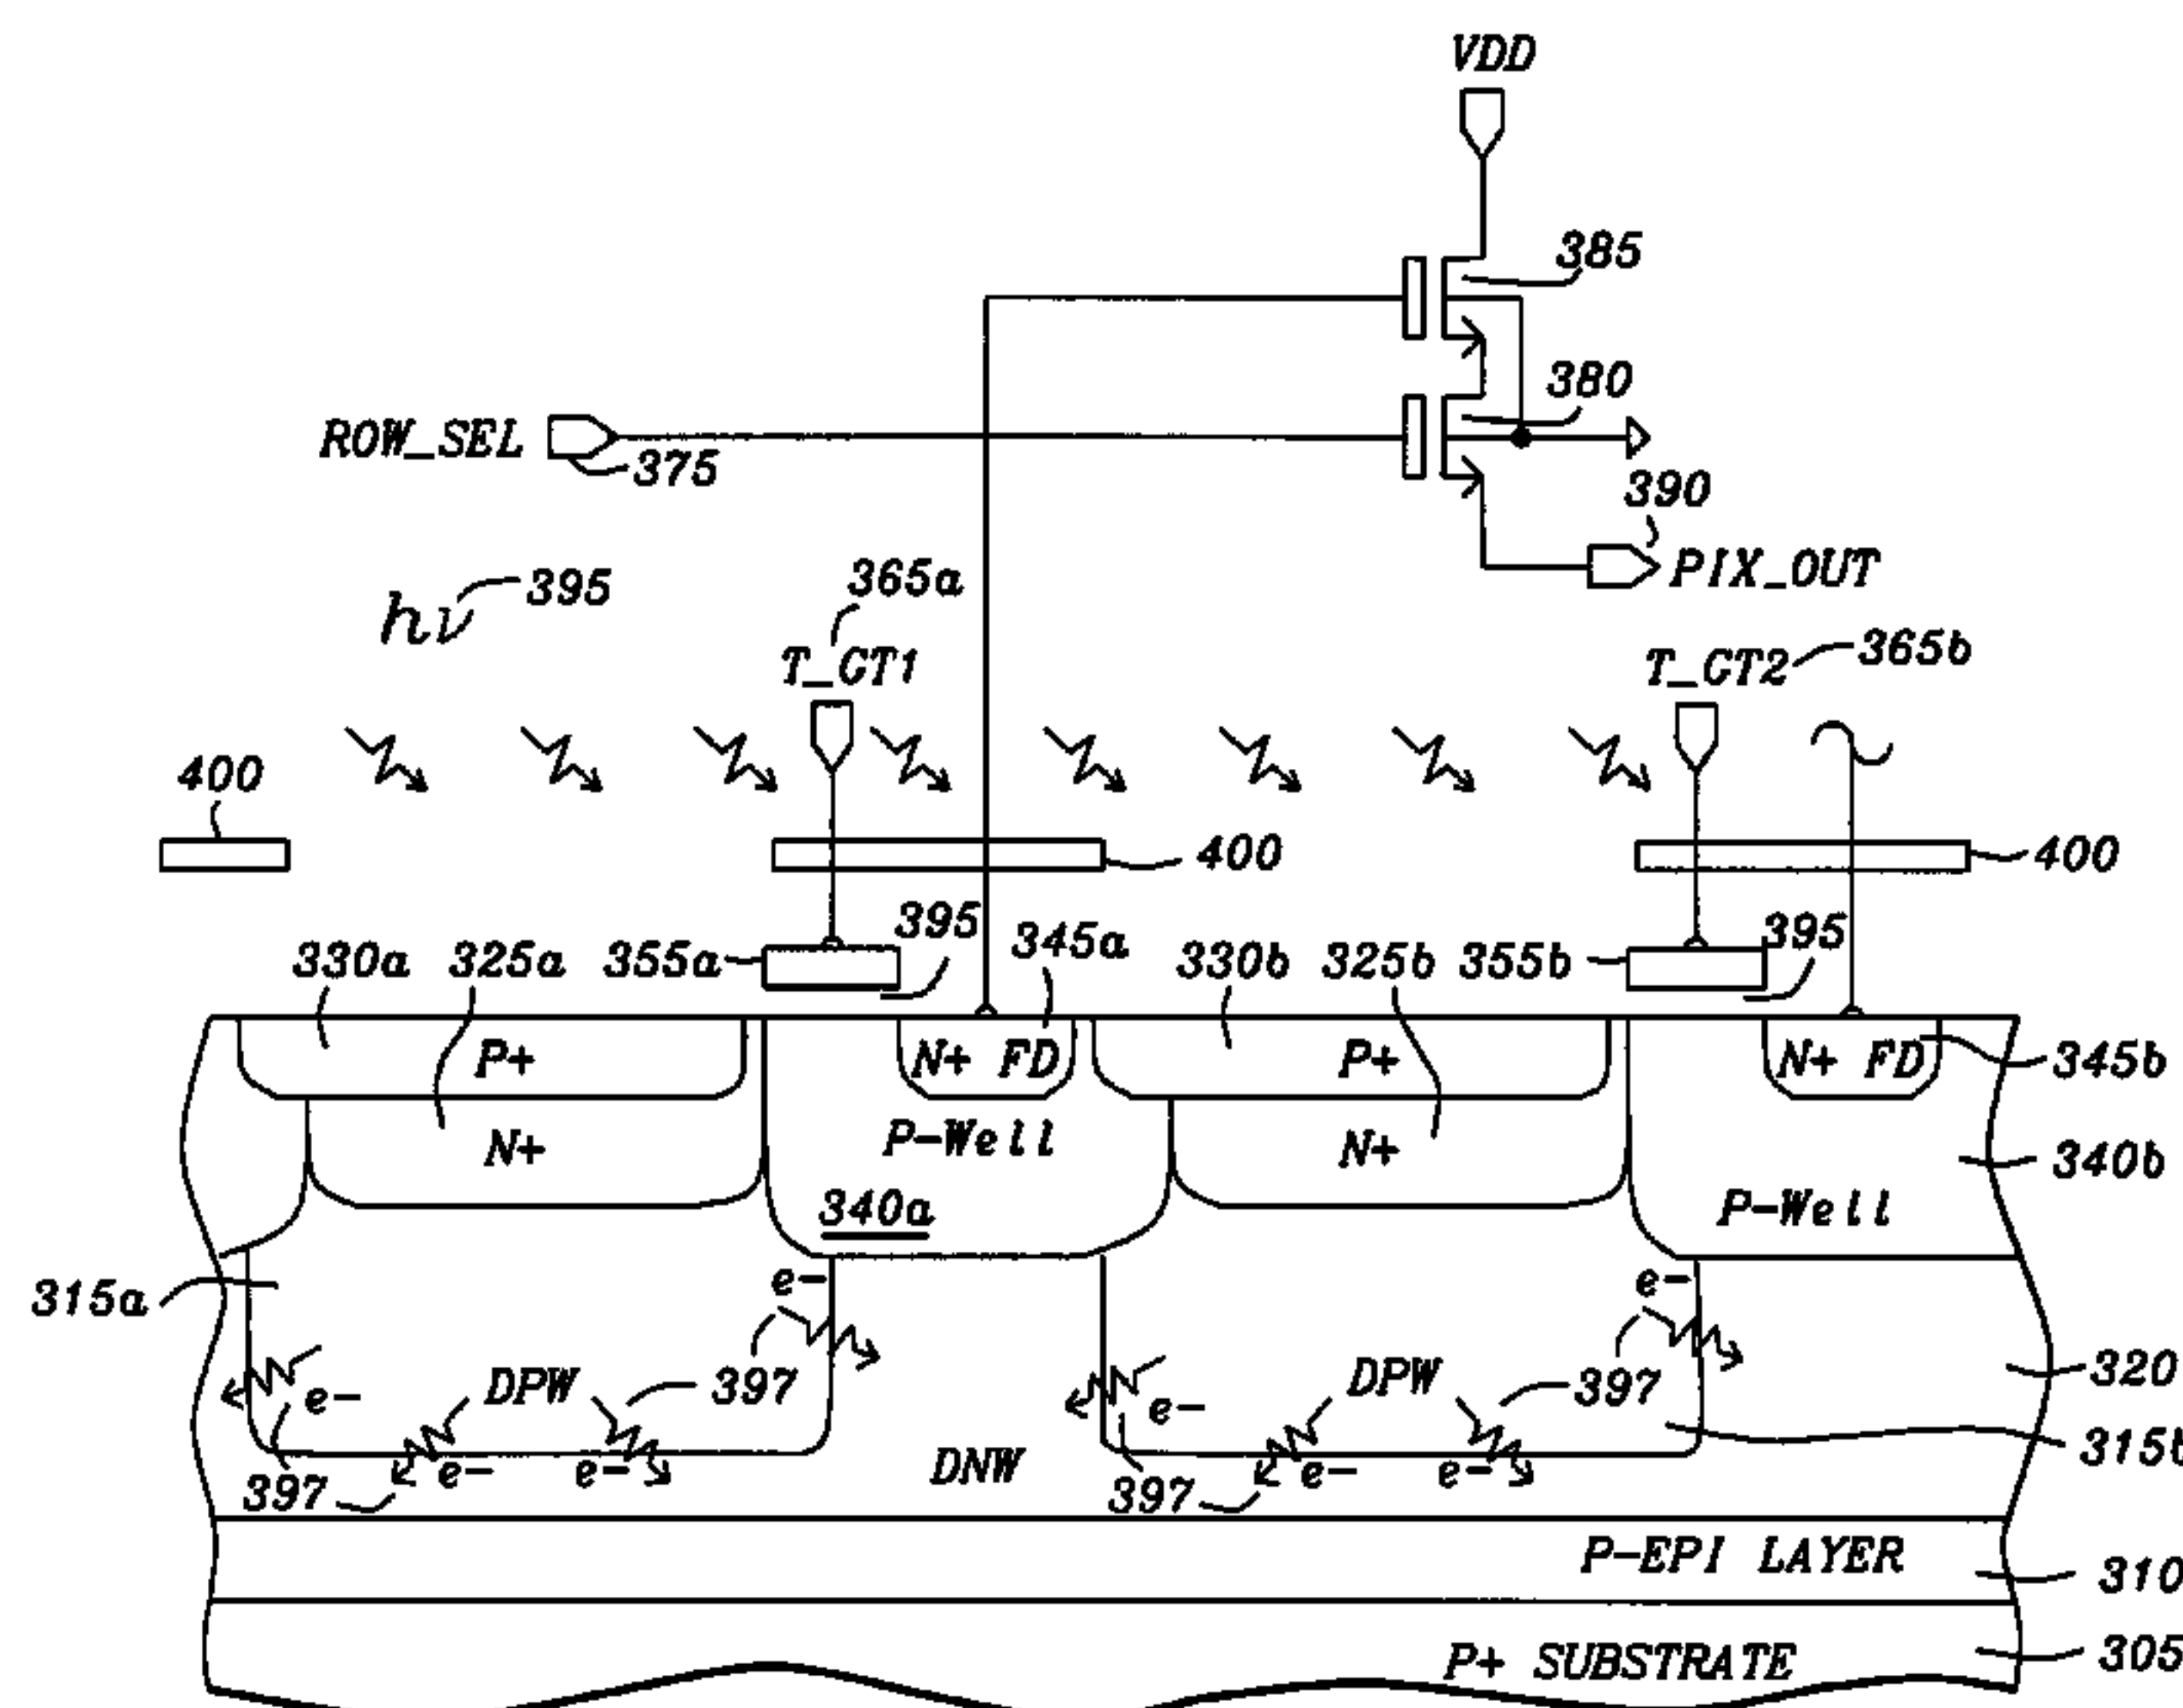 VDD
385
380
ROW_SEL
375
390
PIX_OUT
hν 395
365a
T_GT1
T_GT2 365b
400
400
400
395
395
330a 325a 355a 345a 330b 325b 355b
P+ N+ FD P+ N+ FD 345b
N+ P-Well N+ 340b
340a P-Well
315a e- e-
397 397
e- DPW 397 e- DPW 397 320
315b
397 e- e- DNW 397 e- e-
P-EPI LAYER 310
P+ SUBSTRATE 305